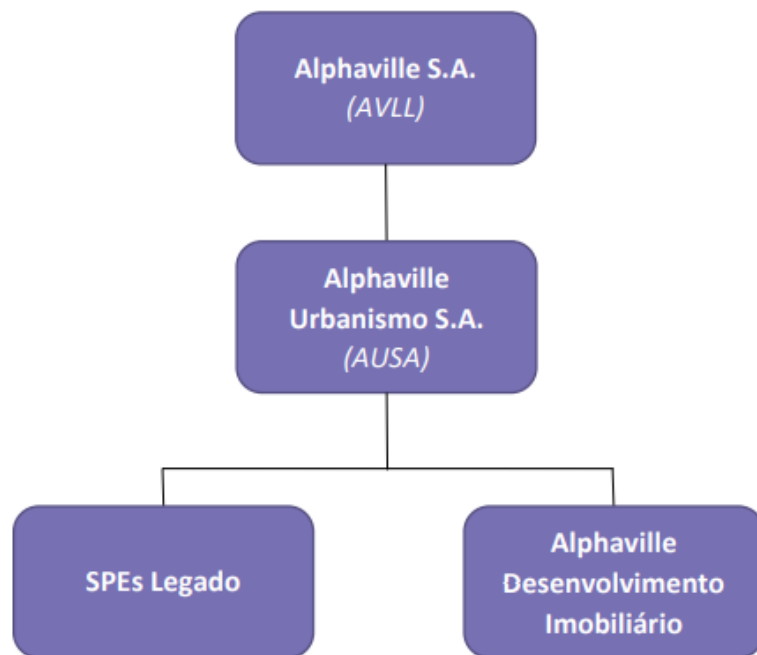 Alphaville S.A.
(AVLL)
Alphaville
Urbanismo S.A.
(AUSA)
SPEs Legado
Alphaville
Desenvolvimento
Imobiliário